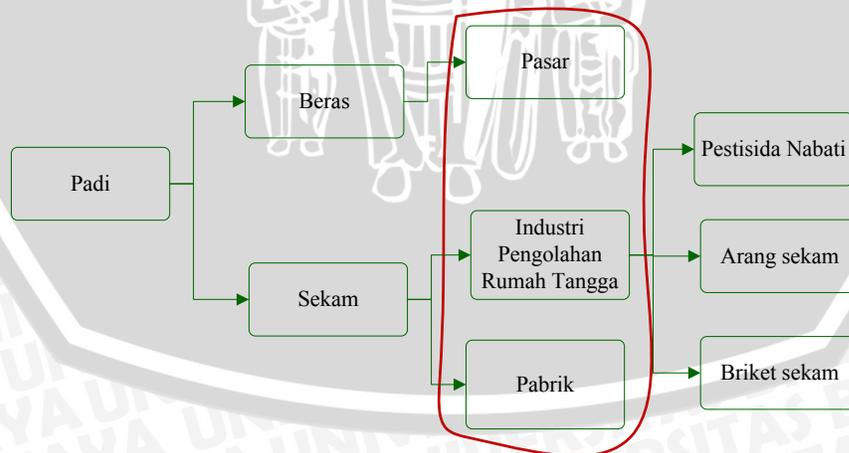 Pasar
Beras
Pestisida Nabati
Padi
Industri
Pengolahan
Rumah Tangga
Arang sekam
Sekam
Pabrik
Briket sekam